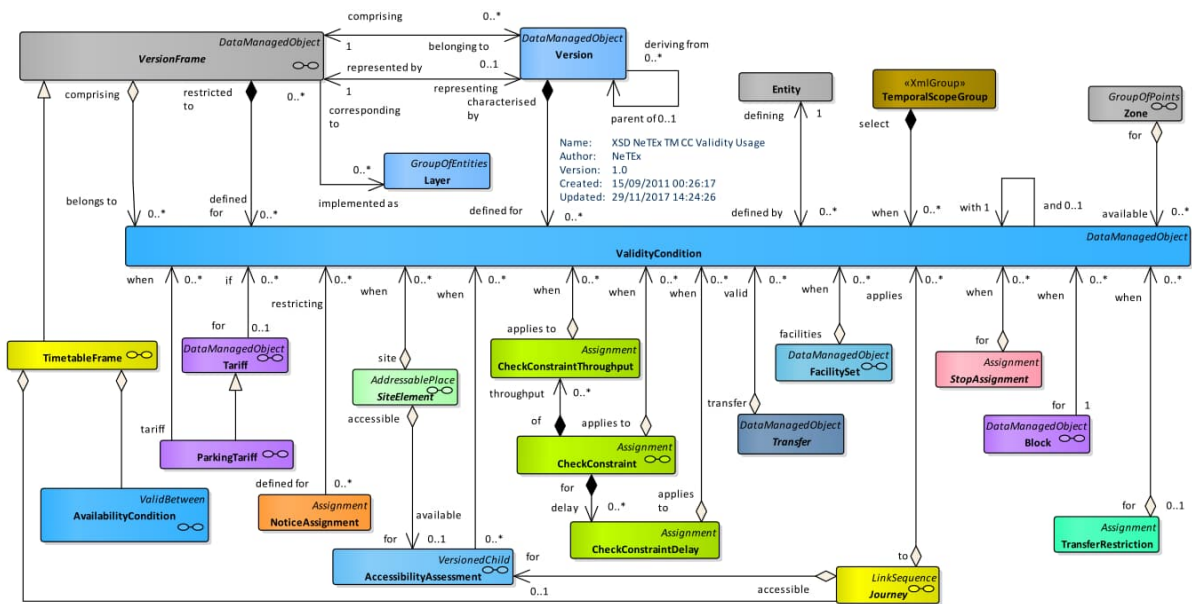 comprising
0..*
DataManagedObject
VersionFrame
1
belonging to
DataManagedObject
Version
deriving from
0..*
represented by
0..1
representing
characterised
by
parent of 0..1
1
comprising
restricted
to
0..*
corresponding
to
0..*
implemented as
GroupOfEntities
Layer
Entity
defining
1
«XmlGroup»
TemporalScopeGroup
select
GroupOfPoints
Zone
for
Name: XSD NeTEx TM CC Validity Usage
Author: NeTEx
Version: 1.0
Created: 15/09/2011 00:26:17
Updated: 29/11/2017 14:24:26
belongs to
0..*
defined
for
0..*
defined for
0..*
defined by
0..*
when
0..*
with 1
and 0..1
available
0..*
DataManagedObject
ValidityCondition
when
0..*
if
0..*
restricting
0..*
when
0..*
when
0..*
when
0..*
when
0..*
when
0..*
valid
0..*
when
0..*
applies
0..*
when
0..*
when
0..*
when
0..*
TimetableFrame
for
0..1
DataManagedObject
Tariff
tariff
ParkingTariff
ValidBetween
AvailabilityCondition
defined for
0..*
Assignment
NoticeAssignment
site
AddressablePlace
SiteElement
accessible
available
for
0..1
0..*
VersionedChild
AccessibilityAssessment
applies to
Assignment
CheckConstraintThroughput
throughput
0..*
of
applies to
Assignment
CheckConstraint
for
delay
0..*
applies
to
Assignment
CheckConstraintDelay
facilities
DataManagedObject
FacilitySet
transfer
DataManagedObject
Transfer
for
Assignment
StopAssignment
for
1
DataManagedObject
Block
for
0..1
Assignment
TransferRestriction
to
LinkSequence
Journey
for
0..1
accessible